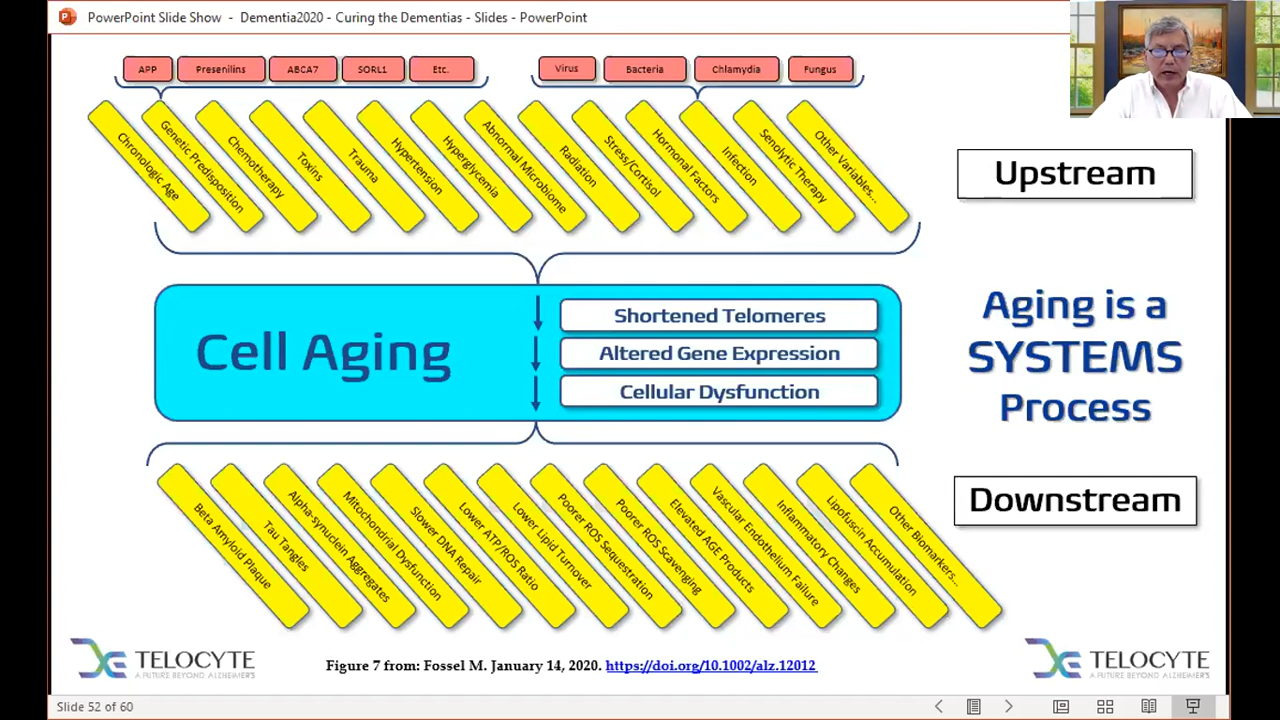 PowerPoint Slide Show - Dementia2020 - Curing the Dementias - Slides - PowerPoint
APP
Presenilins
ABCA7
SORL1
Etc.
Virus
Bacteria
Chlamydia
Fungus
Chronologic Age
Genetic Predisposition
Chemotherapy
Toxins
Trauma
Hypertension
Hyperglycemia
Abnormal Microbiome
Radiation
Stress/Cortisol
Hormonal Factors
Infection
Senolytic Therapy
Other Variables...
Upstream
Cell Aging
Shortened Telomeres
Altered Gene Expression
Cellular Dysfunction
Aging is a
SYSTEMS
Process
Beta Amyloid Plaque
Tau Tangles
Alpha-synuclein Aggregates
Mitochondrial Dysfunction
Slower DNA Repair
Lower ATP/ROS Ratio
Lower Lipid Turnover
Poorer ROS Sequestration
Poorer ROS Scavenging
Elevated AGE Products
Vascular Endothelium Failure
Inflammatory Changes
Lipofuscin Accumulation
Other Biomarkers...
Downstream
TELOCYTE
A FUTURE BEYOND ALZHEIMER'S
Figure 7 from: Fossel M. January 14, 2020. https://doi.org/10.1002/alz.12012
TELOCYTE
A FUTURE BEYOND ALZHEIMER'S
Slide 52 of 60